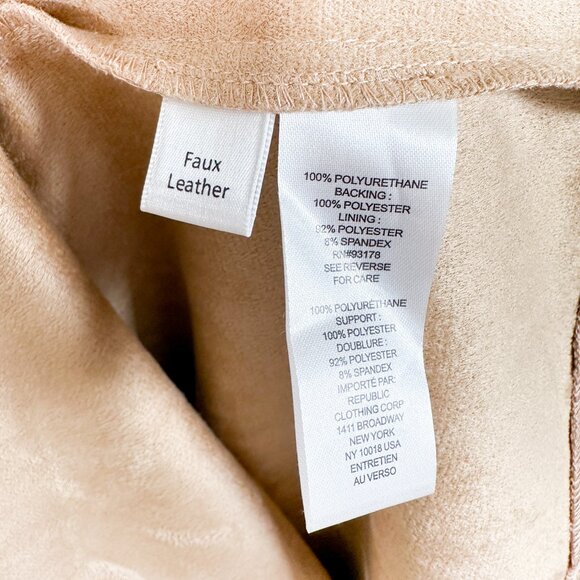 Faux
Leather
100% POLYURETHANE
BACKING :
100% POLYESTER
LINING :
92% POLYESTER
8% SPANDEX
RN#93178
SEE REVERSE
FOR CARE
100% POLYURÉTHANE
SUPPORT :
100% POLYESTER
DOUBLURE :
92% POLYESTER
8% SPANDEX
IMPORTÉ PAR:
REPUBLIC
CLOTHING CORP
1411 BROADWAY
NEW YORK
NY 10018 USA
ENTRETIEN
AU VERSO